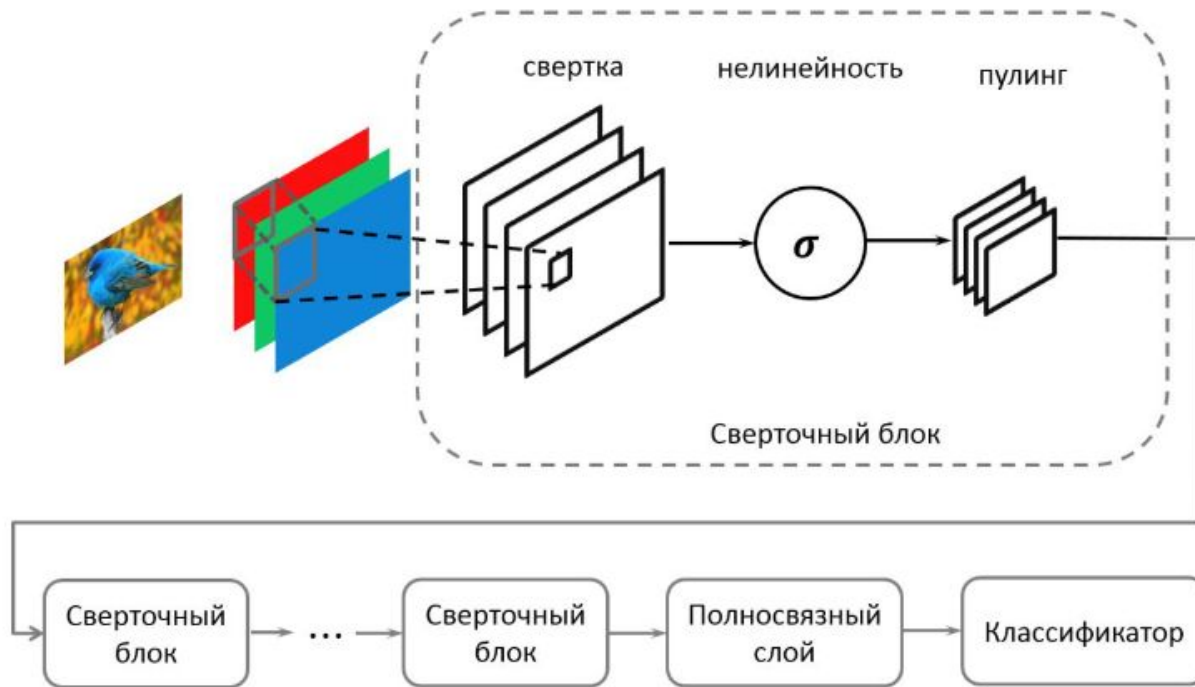 свертка
нелинейность
пулинг
σ
Сверточный блок
Сверточный
блок
...
Сверточный
блок
Полносвязный
слой
Классификатор